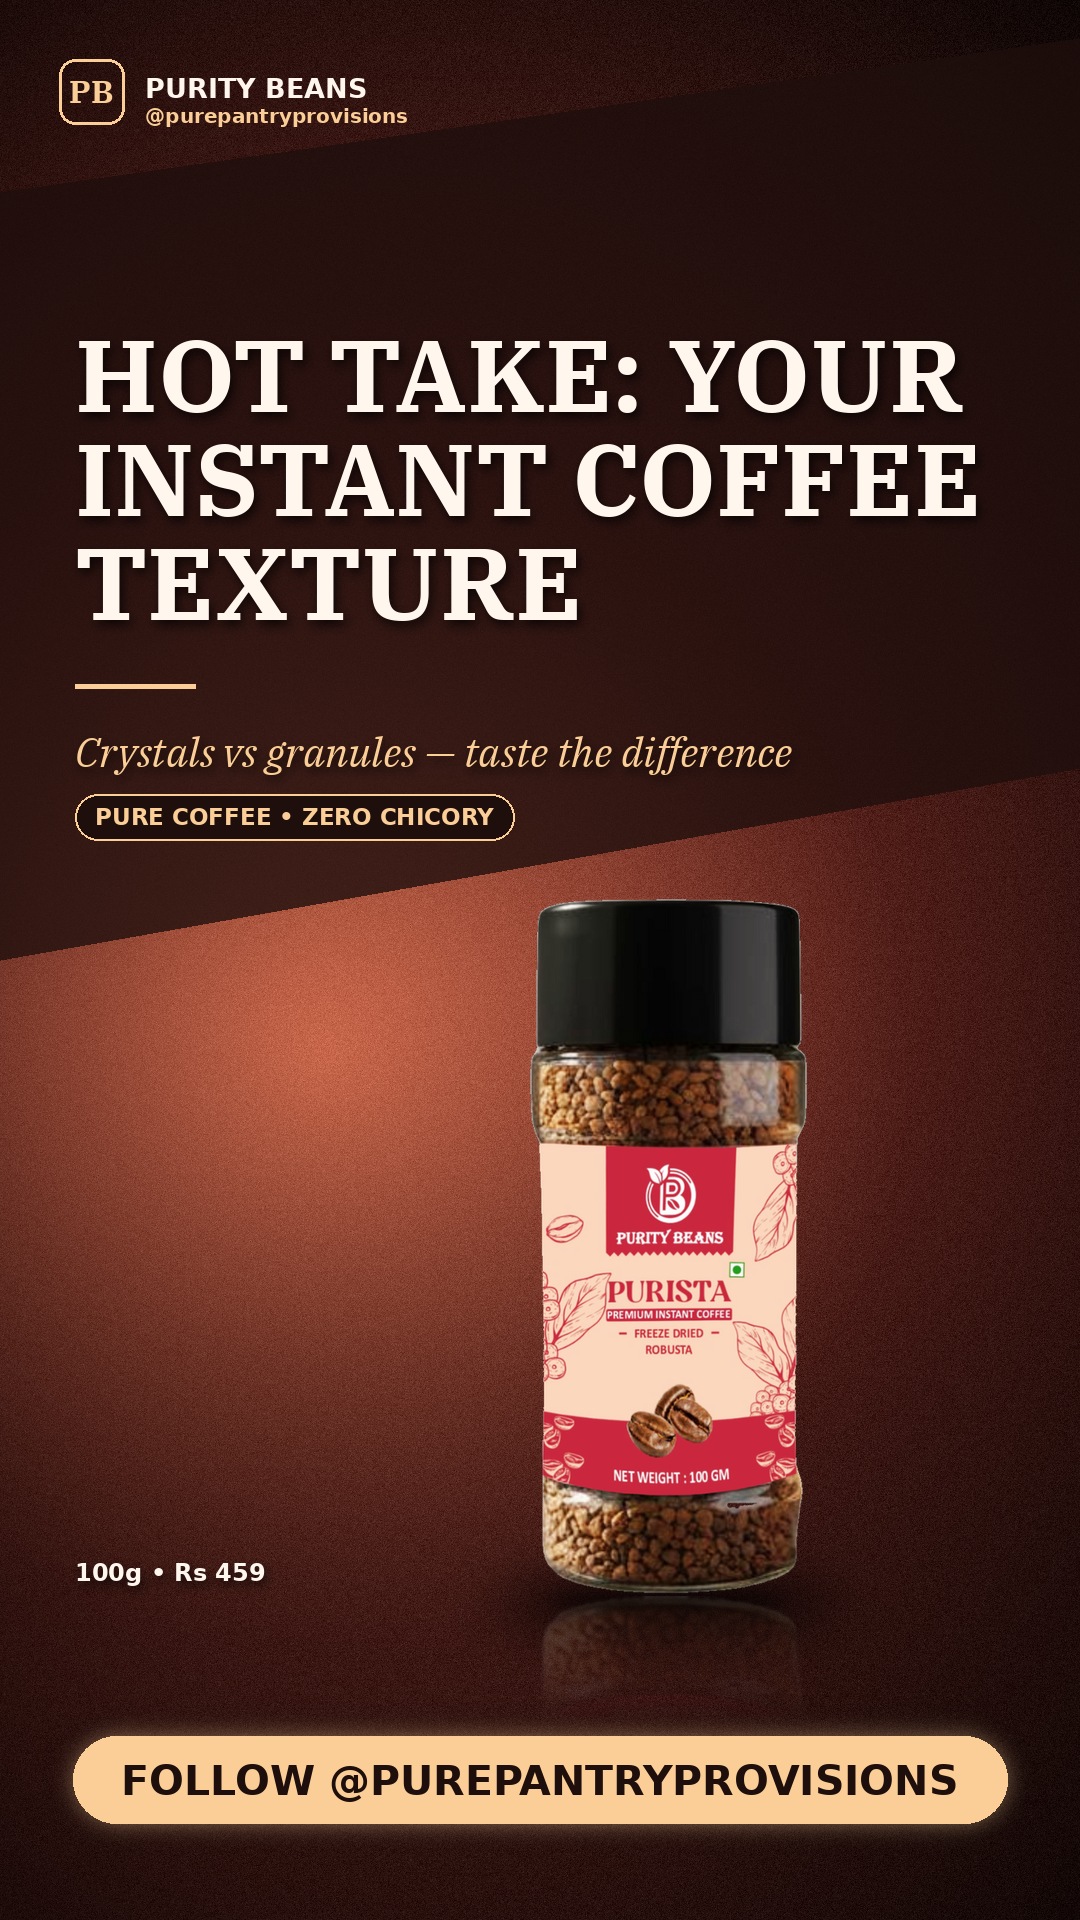 PB
PURITY BEANS
@purepantryprovisions
HOT TAKE: YOUR
INSTANT COFFEE
TEXTURE
Crystals vs granules — taste the difference
PURE COFFEE • ZERO CHICORY
PURITY BEANS
PURISTA
PREMIUM INSTANT COFFEE
– FREEZE DRIED –
ROBUSTA
NET WEIGHT : 100 GM
100g • Rs 459
FOLLOW @PUREPANTRYPROVISIONS